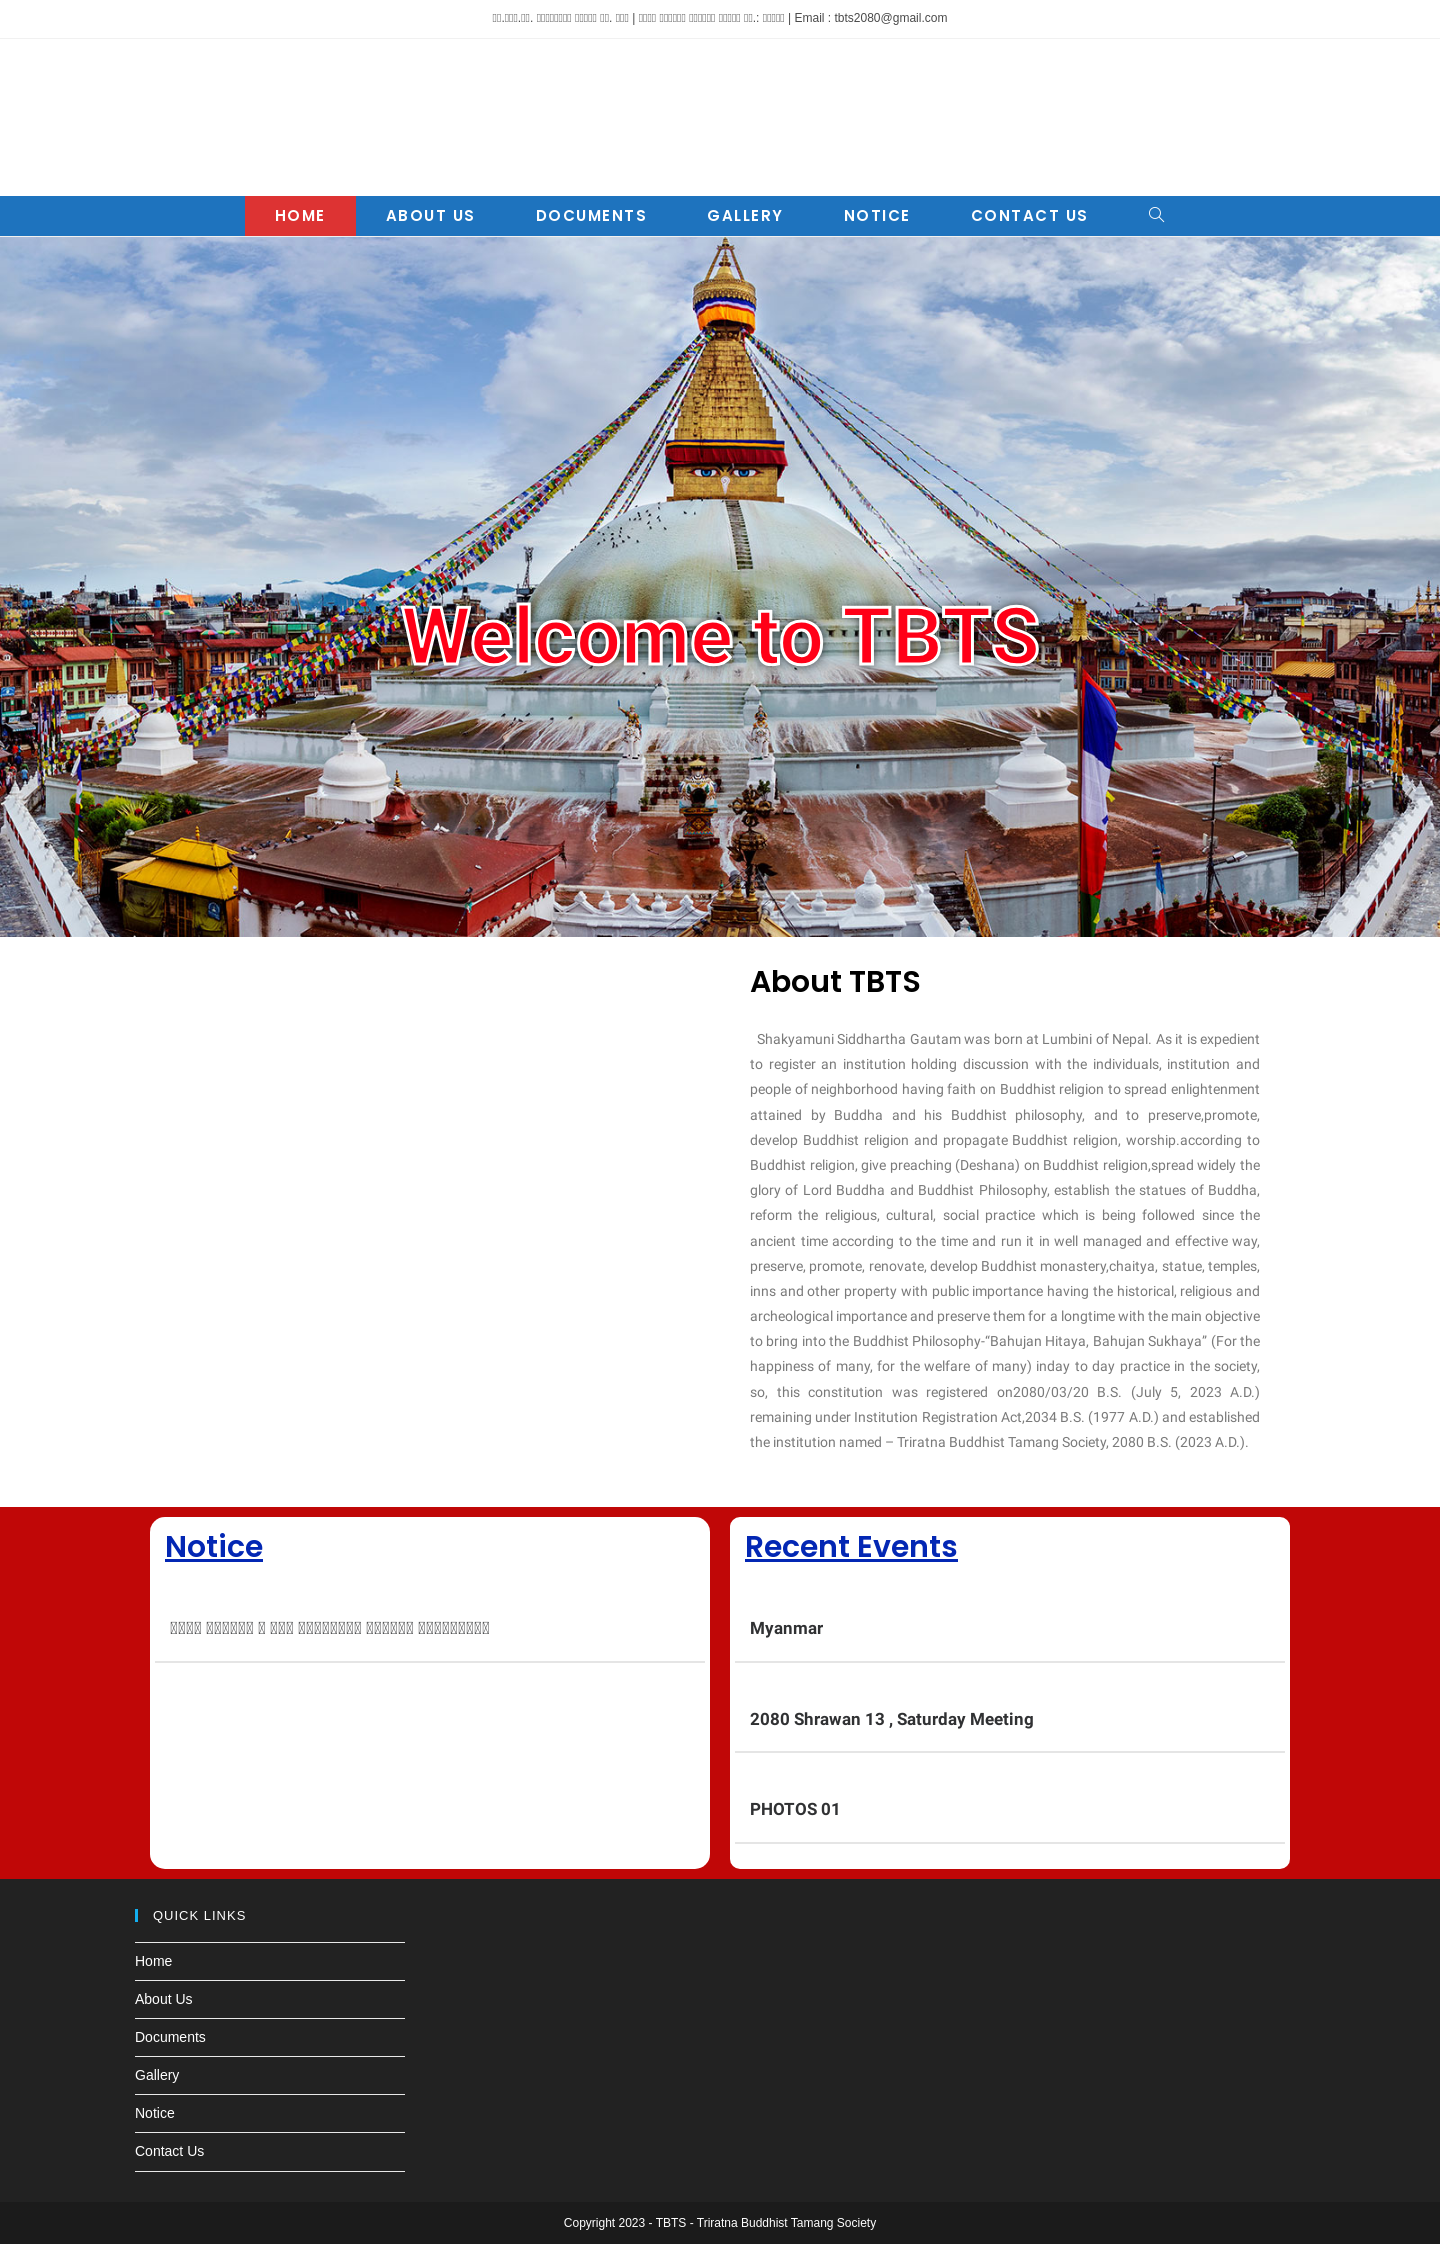 | Email : tbts2080@gmail.com
HOME ABOUT US DOCUMENTS GALLERY NOTICE CONTACT US
Welcome to TBTS
About TBTS
Shakyamuni Siddhartha Gautam was born at Lumbini of Nepal. As it is expedient
to register an institution holding discussion with the individuals, institution and
people of neighborhood having faith on Buddhist religion to spread enlightenment
attained by Buddha and his Buddhist philosophy, and to preserve,promote,
develop Buddhist religion and propagate Buddhist religion, worship.according to
Buddhist religion, give preaching (Deshana) on Buddhist religion,spread widely the
glory of Lord Buddha and Buddhist Philosophy, establish the statues of Buddha,
reform the religious, cultural, social practice which is being followed since the
ancient time according to the time and run it in well managed and effective way,
preserve, promote, renovate, develop Buddhist monastery,chaitya, statue, temples,
inns and other property with public importance having the historical, religious and
archeological importance and preserve them for a longtime with the main objective
to bring into the Buddhist Philosophy-“Bahujan Hitaya, Bahujan Sukhaya” (For the
happiness of many, for the welfare of many) inday to day practice in the society,
so, this constitution was registered on2080/03/20 B.S. (July 5, 2023 A.D.)
remaining under Institution Registration Act,2034 B.S. (1977 A.D.) and established
the institution named – Triratna Buddhist Tamang Society, 2080 B.S. (2023 A.D.).
Notice
Recent Events
Myanmar
2080 Shrawan 13 , Saturday Meeting
PHOTOS 01
QUICK LINKS
Home
About Us
Documents
Gallery
Notice
Contact Us
Copyright 2023 - TBTS - Triratna Buddhist Tamang Society